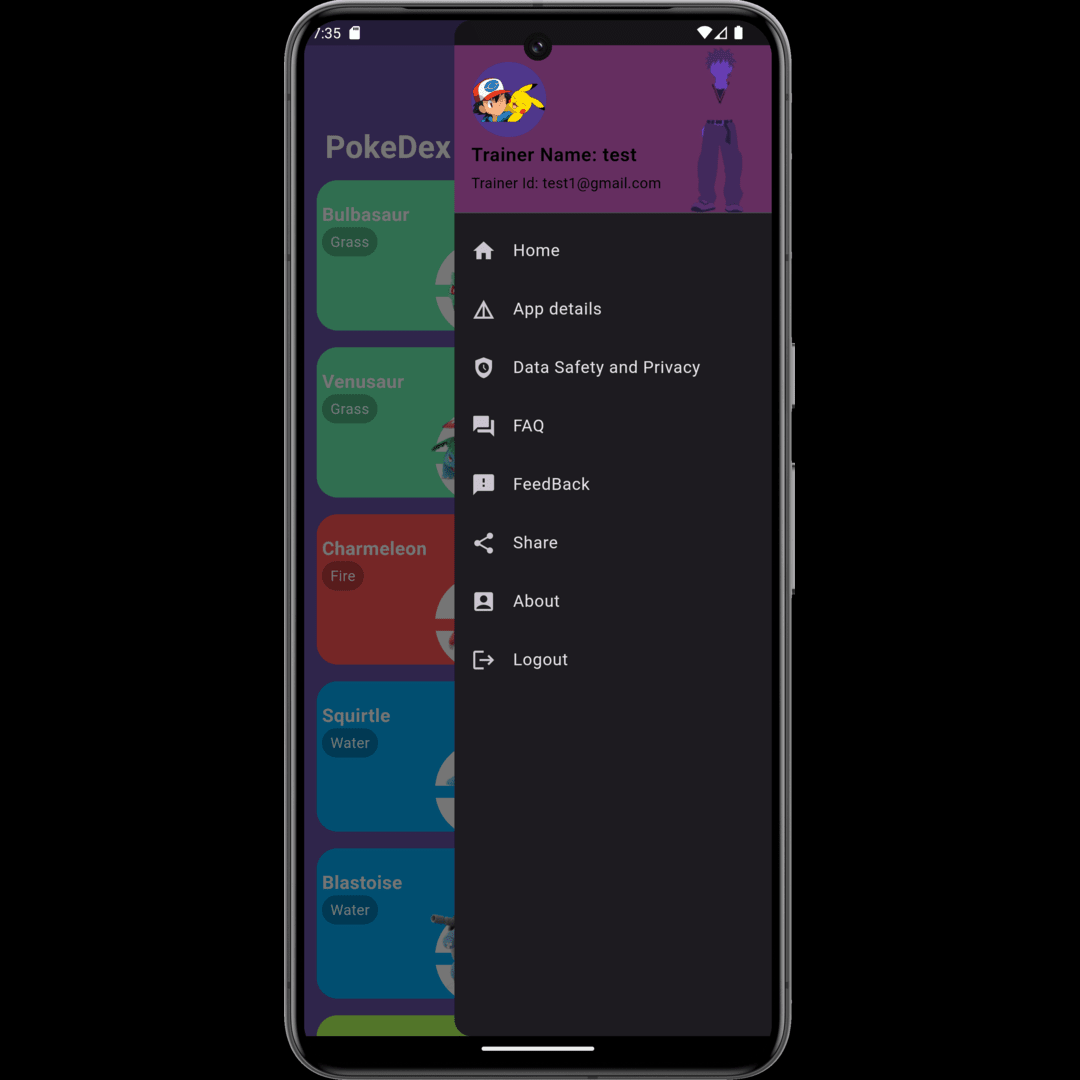 7:35
PokeDex
Bulbasaur
Grass
Venusaur
Grass
Charmeleon
Fire
Squirtle
Water
Blastoise
Water
Trainer Name: test
Trainer Id: test1@gmail.com
Home
App details
Data Safety and Privacy
FAQ
FeedBack
Share
About
Logout